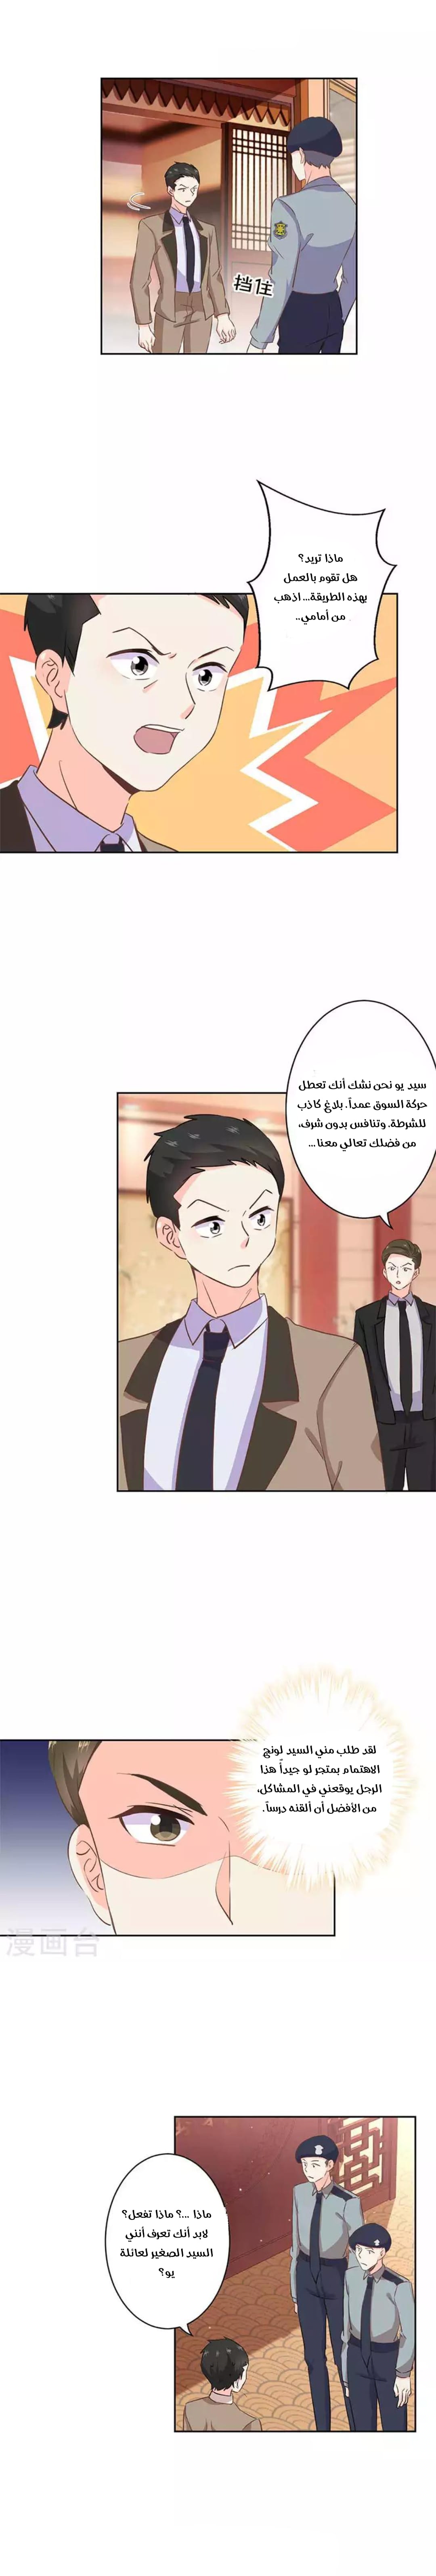 挡住
ماذا تريد؟
هل تقوم بالعمل
بهذه الطريقة... اذهب
من أمامي..
سيد يو نحن نشك أنك تعطل
حركة السوق عمداً. بلاغ كاذب
للشرطة. وتنافس بدون شرف،
من فضلك تعالي معنا...
لقد طلب مني السيد لونج
الاهتمام بمتجر لو جيداً هذا
الرجل يوقعني في المشاكل،
من الأفضل أن ألقنه درساً.
漫画台
ماذا ...؟ ماذا تفعل؟
لابد أنك تعرف أنني
السيد الصغير لعائلة
يو؟